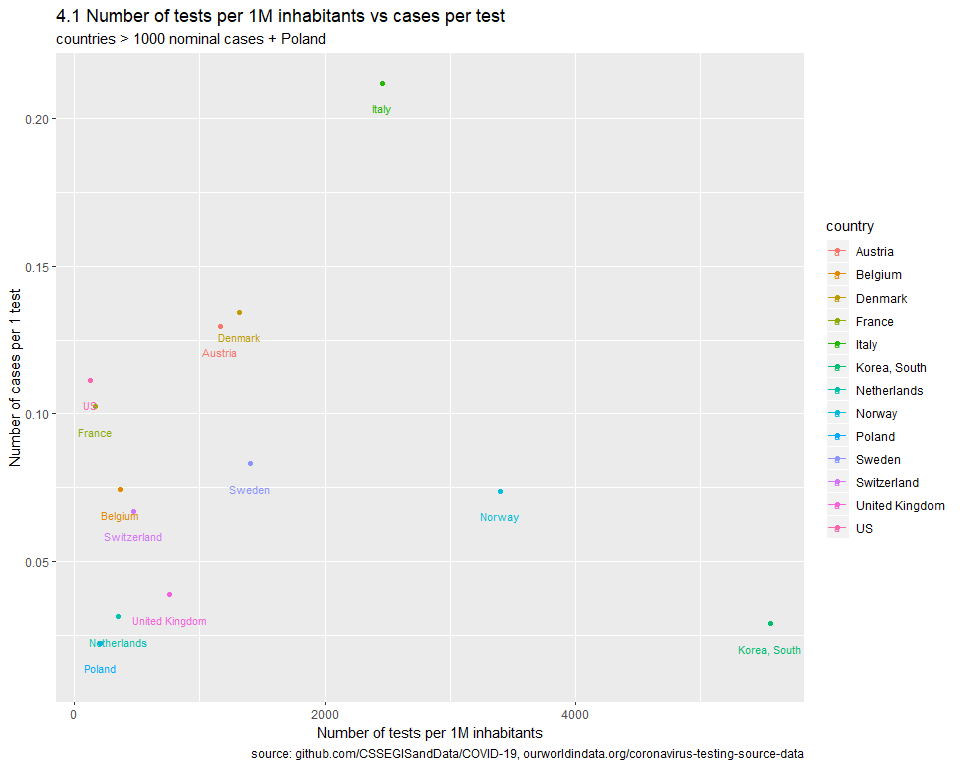 4.1 Number of tests per 1M inhabitants vs cases per test
countries > 1000 nominal cases + Poland
Number of cases per 1 test
0.20
0.15
0.10
0.05
Italy
Denmark
Austria
US
France
Sweden
Belgium
Norway
Switzerland
United Kingdom
Netherlands
Korea, South
Poland
0
2000
4000
Number of tests per 1M inhabitants
source: github.com/CSSEGISandData/COVID-19, ourworldindata.org/coronavirus-testing-source-data
country
a Austria
a Belgium
a Denmark
a France
a Italy
a Korea, South
a Netherlands
a Norway
a Poland
a Sweden
a Switzerland
a United Kingdom
a US